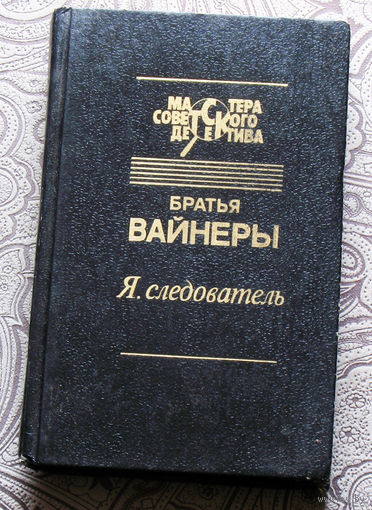 МАСТЕРА
СОВЕТСКОГО
ДЕТЕКТИВА
БРАТЬЯ
ВАЙНЕРЫ
Я, следователь